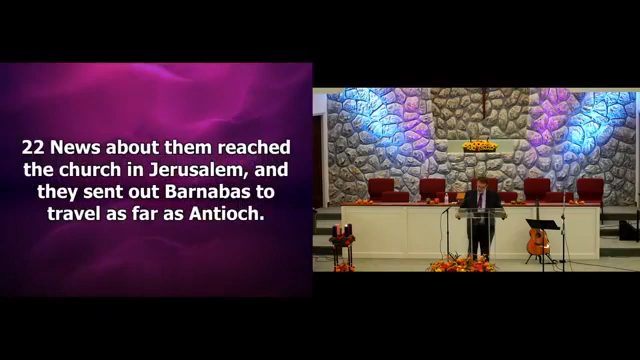 22 News about them reached
the church in Jerusalem, and
they sent out Barnabas to
travel as far as Antioch.